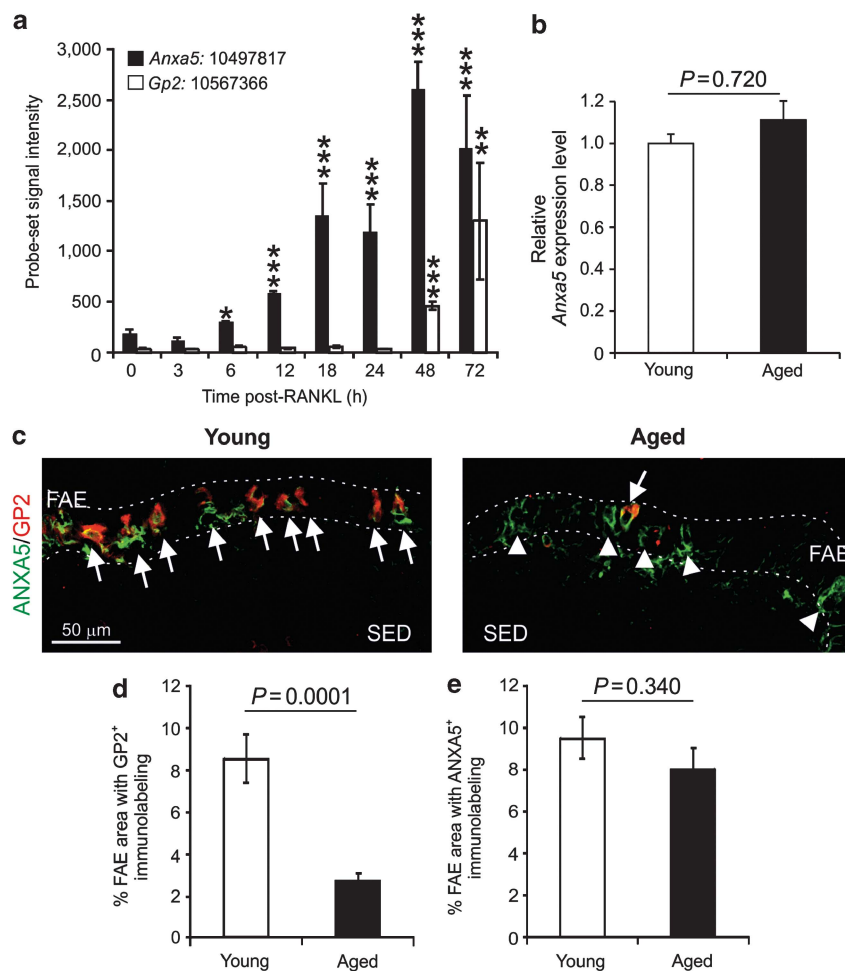 a
3,000
2,500
2,000
1,500
1,000
500
0
Probe-set signal intensity
Anxa5: 10497817
Gp2: 10567366
*
***
***
***
***
***
***
**
0 3 6 12 18 24 48 72
Time post-RANKL (h)
b
P=0.720
1.2
1.0
0.8
0.6
0.4
1.2
0
Relative
Anxa5 expression level
Young Aged
c
Young Aged
ANXA5/GP2
FAE
50 µm
SED
SED
FAB
d
P=0.0001
12
10
8
6
4
2
0
% FAE area with GP2+
immunolabeling
Young Aged
e
P=0.340
12
10
8
6
4
2
0
% FAE area with ANXA5+
immunolabeling
Young Aged